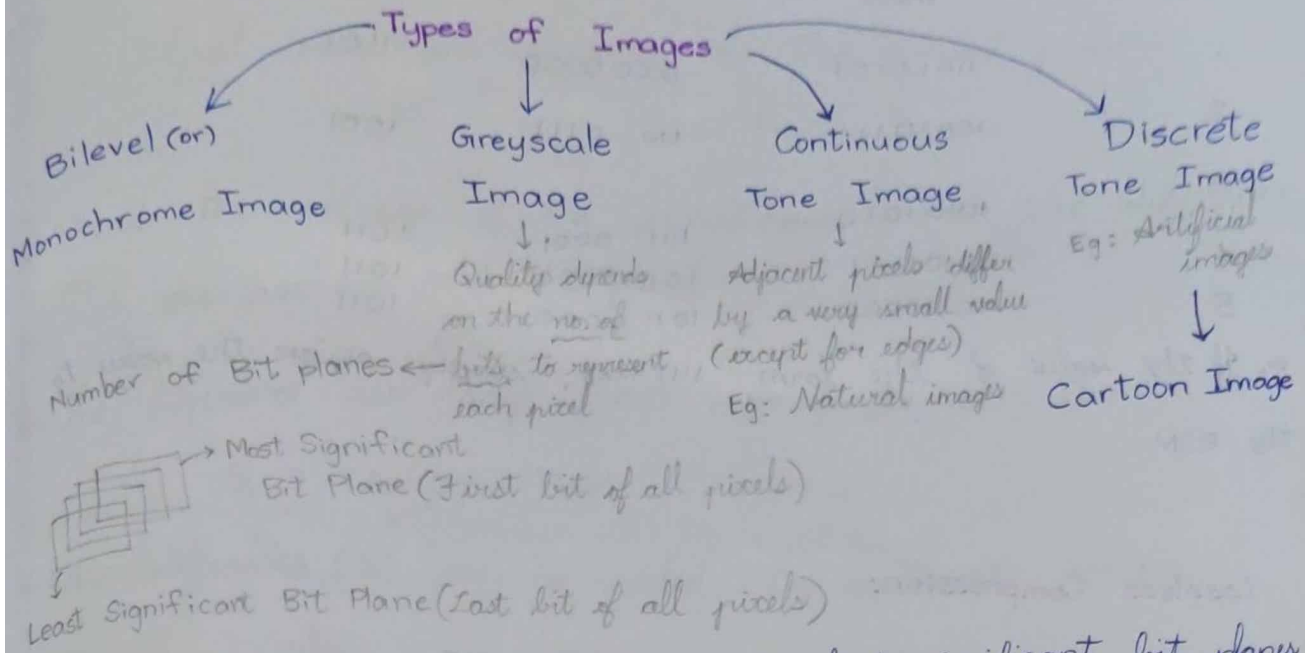 Types of Images
Bilevel (or)
Monochrome Image
Greyscale
Image
Quality depends
on the no. of
bits to represent
each pixel
Number of Bit planes
Continuous
Tone Image
Adjacent pixels differ
by a very small value
(except for edges)
Eg: Natural images
Discrete
Tone Image
Eg: Artificial
images
Cartoon Image
Most Significant
Bit Plane (First bit of all pixels)
Least Significant Bit Plane (Last bit of all pixels)
bit planes